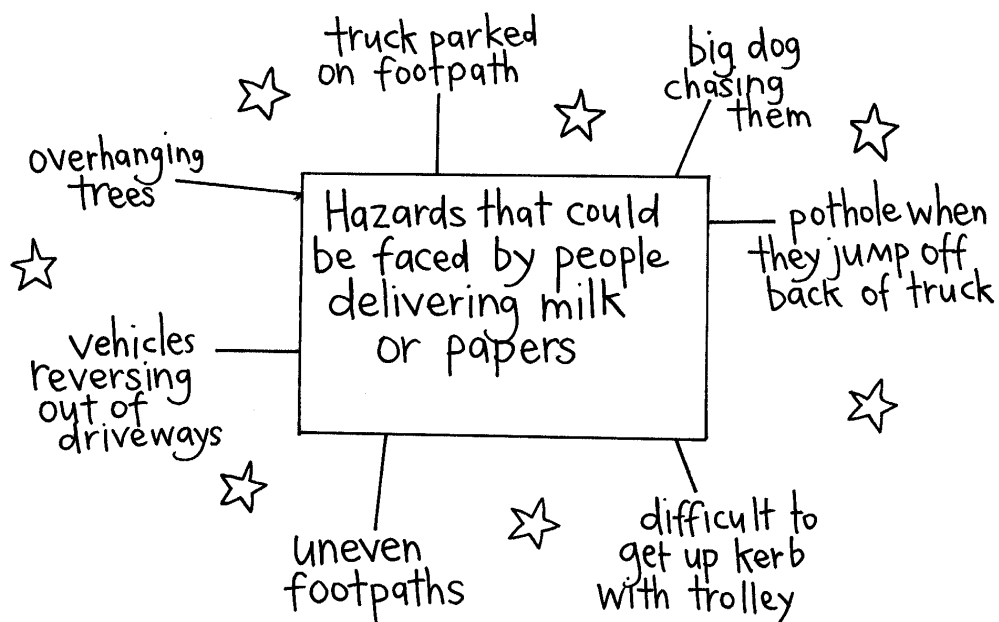 truck parked
on footpath
big dog
chasing
them
overhanging
trees
Hazards that could
be faced by people
delivering milk
or papers
pothole when
they jump off
back of truck
vehicles
reversing
out of
driveways
uneven
footpaths
difficult to
get up kerb
with trolley